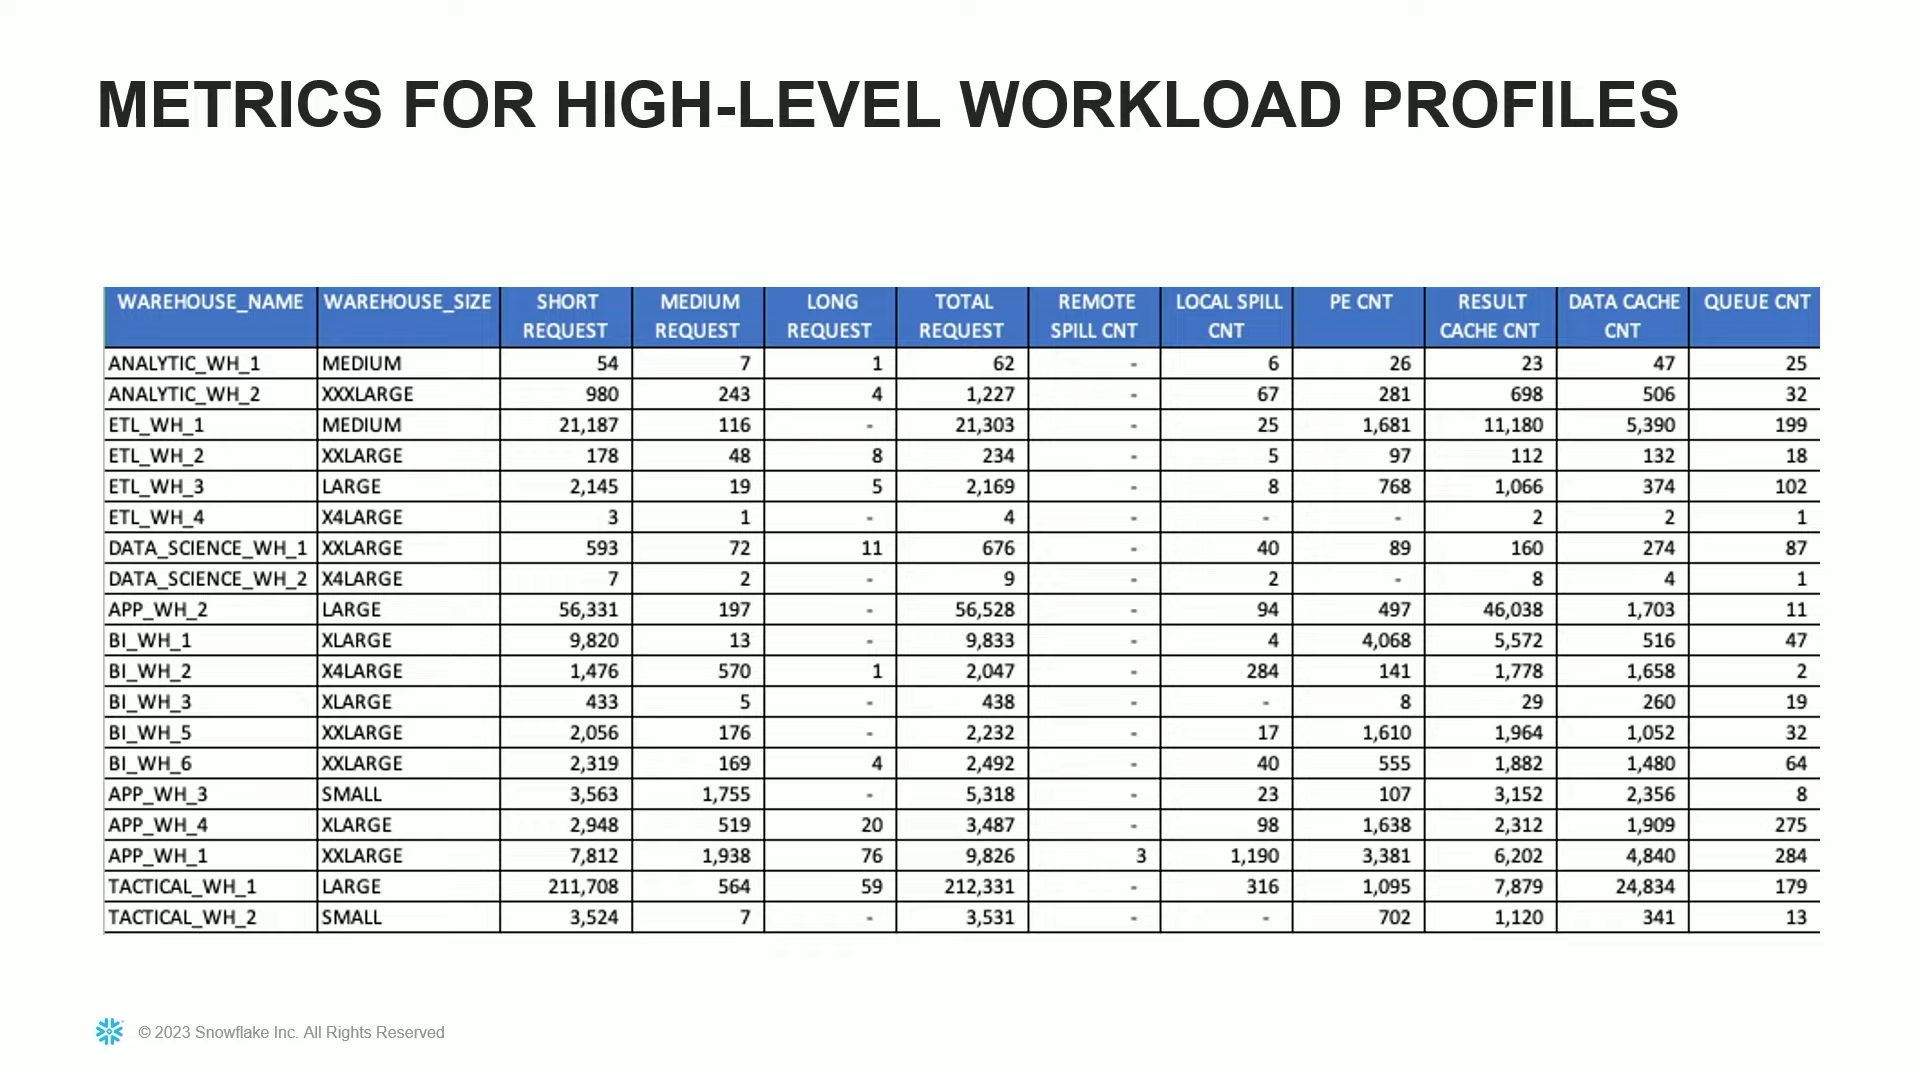 METRICS FOR HIGH-LEVEL WORKLOAD PROFILES
WAREHOUSE_NAME WAREHOUSE_SIZE SHORT REQUEST MEDIUM REQUEST LONG REQUEST TOTAL REQUEST REMOTE SPILL CNT LOCAL SPILL CNT PE CNT RESULT CACHE CNT DATA CACHE CNT QUEUE CNT
ANALYTIC_WH_1 MEDIUM 54 7 1 62 - 6 26 23 47 25
ANALYTIC_WH_2 XXXLARGE 980 243 4 1,227 - 67 281 698 506 32
ETL_WH_1 MEDIUM 21,187 116 - 21,303 - 25 1,681 11,180 5,390 199
ETL_WH_2 XXLARGE 178 48 8 234 - 5 97 112 132 18
ETL_WH_3 LARGE 2,145 19 5 2,169 - 8 768 1,066 374 102
ETL_WH_4 X4LARGE 3 1 - 4 - - - 2 2 1
DATA_SCIENCE_WH_1 XXLARGE 593 72 11 676 - 40 89 160 274 87
DATA_SCIENCE_WH_2 X4LARGE 7 2 - 9 - 2 - 8 4 1
APP_WH_2 LARGE 56,331 197 - 56,528 - 94 497 46,038 1,703 11
BI_WH_1 XLARGE 9,820 13 - 9,833 - 4 4,068 5,572 516 47
BI_WH_2 X4LARGE 1,476 570 1 2,047 - 284 141 1,778 1,658 2
BI_WH_3 XLARGE 433 5 - 438 - - 8 29 260 19
BI_WH_5 XXLARGE 2,056 176 - 2,232 - 17 1,610 1,964 1,052 32
BI_WH_6 XXLARGE 2,319 169 4 2,492 - 40 555 1,882 1,480 64
APP_WH_3 SMALL 3,563 1,755 - 5,318 - 23 107 3,152 2,356 8
APP_WH_4 XLARGE 2,948 519 20 3,487 - 98 1,638 2,312 1,909 275
APP_WH_1 XXLARGE 7,812 1,938 76 9,826 3 1,190 3,381 6,202 4,840 284
TACTICAL_WH_1 LARGE 211,708 564 59 212,331 - 316 1,095 7,879 24,834 179
TACTICAL_WH_2 SMALL 3,524 7 - 3,531 - - 702 1,120 341 13
© 2023 Snowflake Inc. All Rights Reserved